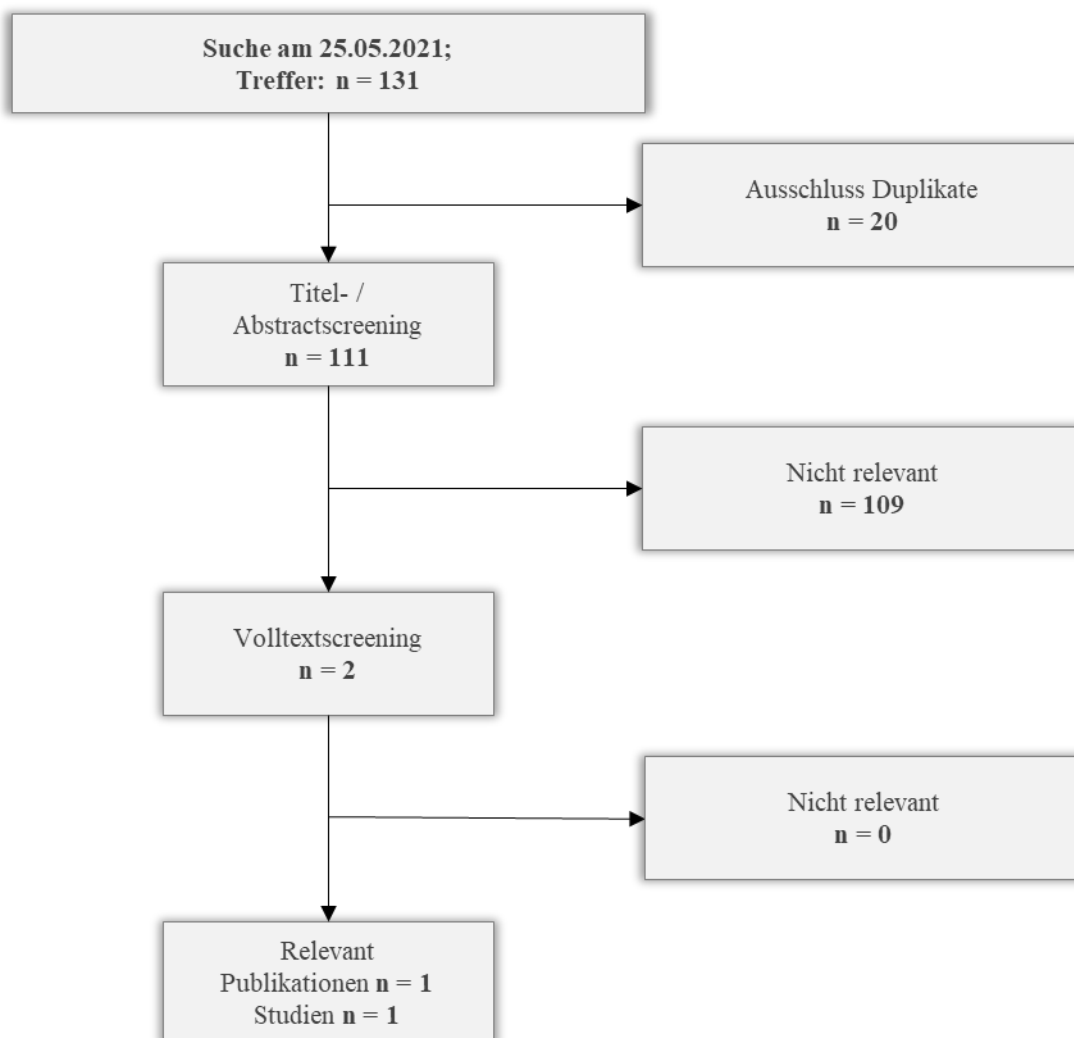 Suche am 25.05.2021;
Treffer: n = 131
Ausschluss Duplikate
n = 20
Titel- /
Abstractscreening
n = 111
Nicht relevant
n = 109
Volltextscreening
n = 2
Nicht relevant
n = 0
Relevant
Publikationen n = 1
Studien n = 1